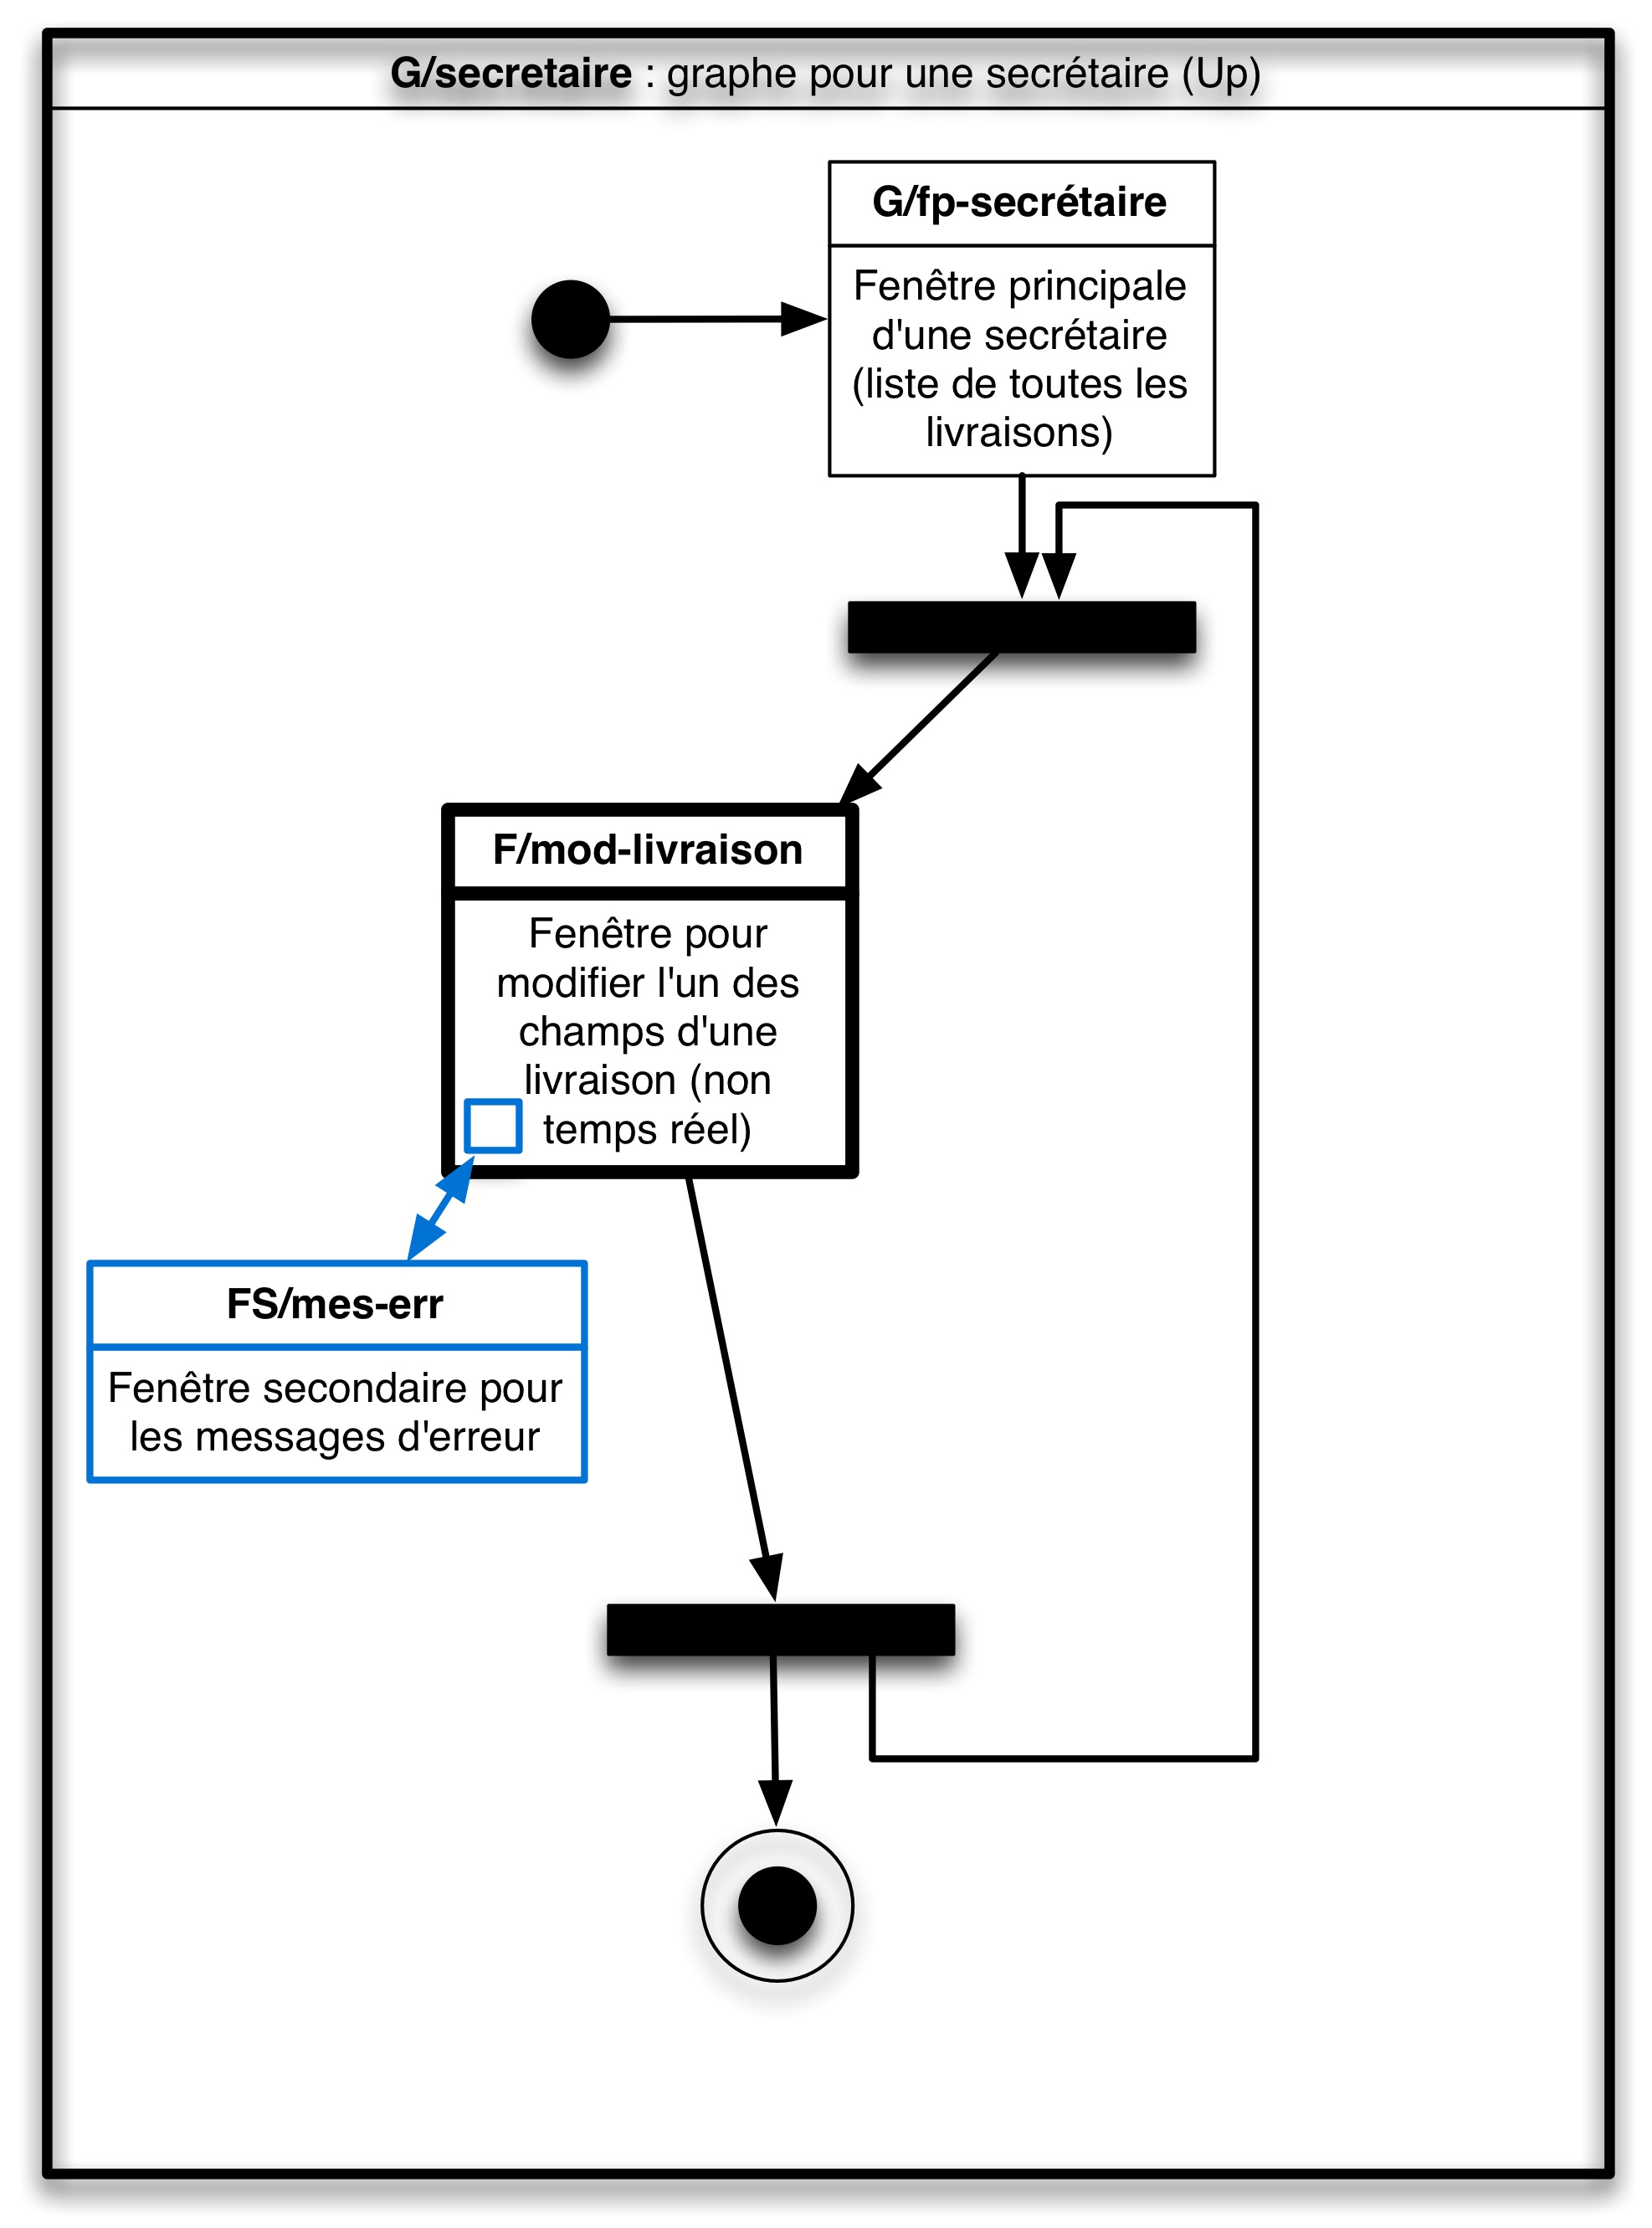 G/secretaire : graphe pour une secrétaire (Up)
G/fp-secrétaire
Fenêtre principale
d'une secrétaire
(liste de toutes les
livraisons)
F/mod-livraison
Fenêtre pour
modifier l'un des
champs d'une
livraison (non
temps réel)
FS/mes-err
Fenêtre secondaire pour
les messages d'erreur